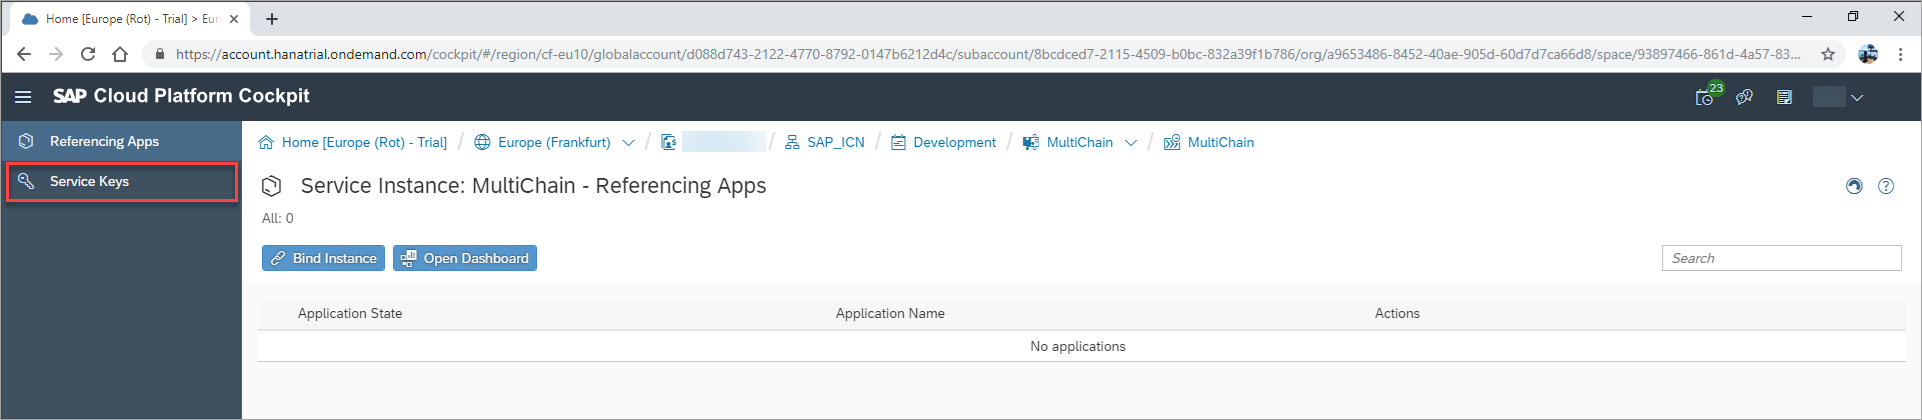 Home [Europe (Rot) - Trial] > Eur
https://account.hanatrial.ondemand.com/cockpit/#/region/cf-eu10/globalaccount/d088d743-2122-4770-8792-0147b6212d4c/subaccount/8bcdced7-2115-4509-b0bc-832a39f1b786/org/a9653486-8452-40ae-905d-60d7d7ca66d8/space/93897466-861d-4a57-83...
SAP Cloud Platform Cockpit
23
Referencing Apps
Service Keys
Home [Europe (Rot) - Trial] / Europe (Frankfurt) / / SAP_ICN / Development / MultiChain / MultiChain
Service Instance: MultiChain - Referencing Apps
All: 0
Bind Instance Open Dashboard Search
Application State Application Name Actions
No applications